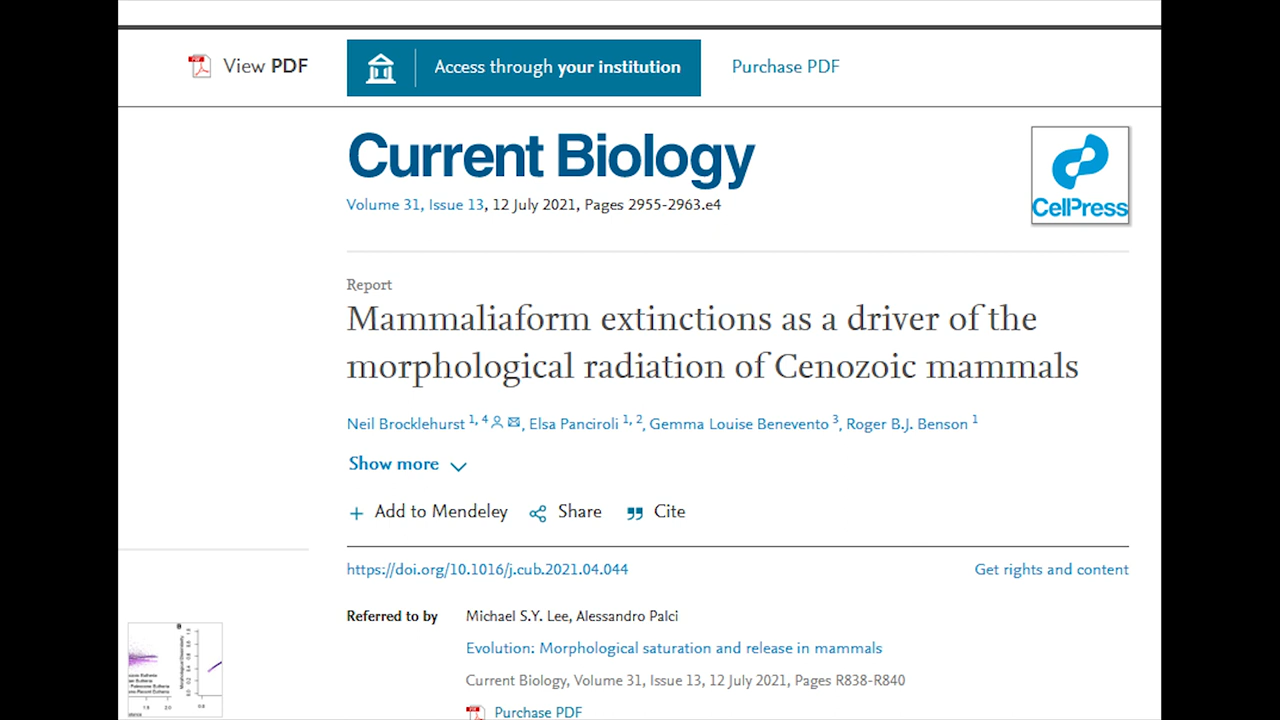 View PDF
Access through your institution
Purchase PDF
Current Biology
CellPress
Volume 31, Issue 13, 12 July 2021, Pages 2955-2963.e4
Report
Mammaliaform extinctions as a driver of the
morphological radiation of Cenozoic mammals
Neil Brocklehurst 1, 4, Elsa Panciroli 1, 2, Gemma Louise Benevento 3, Roger B.J. Benson 1
Show more
Add to Mendeley Share Cite
https://doi.org/10.1016/j.cub.2021.04.044
Get rights and content
Referred to by Michael S.Y. Lee, Alessandro Palci
Evolution: Morphological saturation and release in mammals
Current Biology, Volume 31, Issue 13, 12 July 2021, Pages R838-R840
Purchase PDF